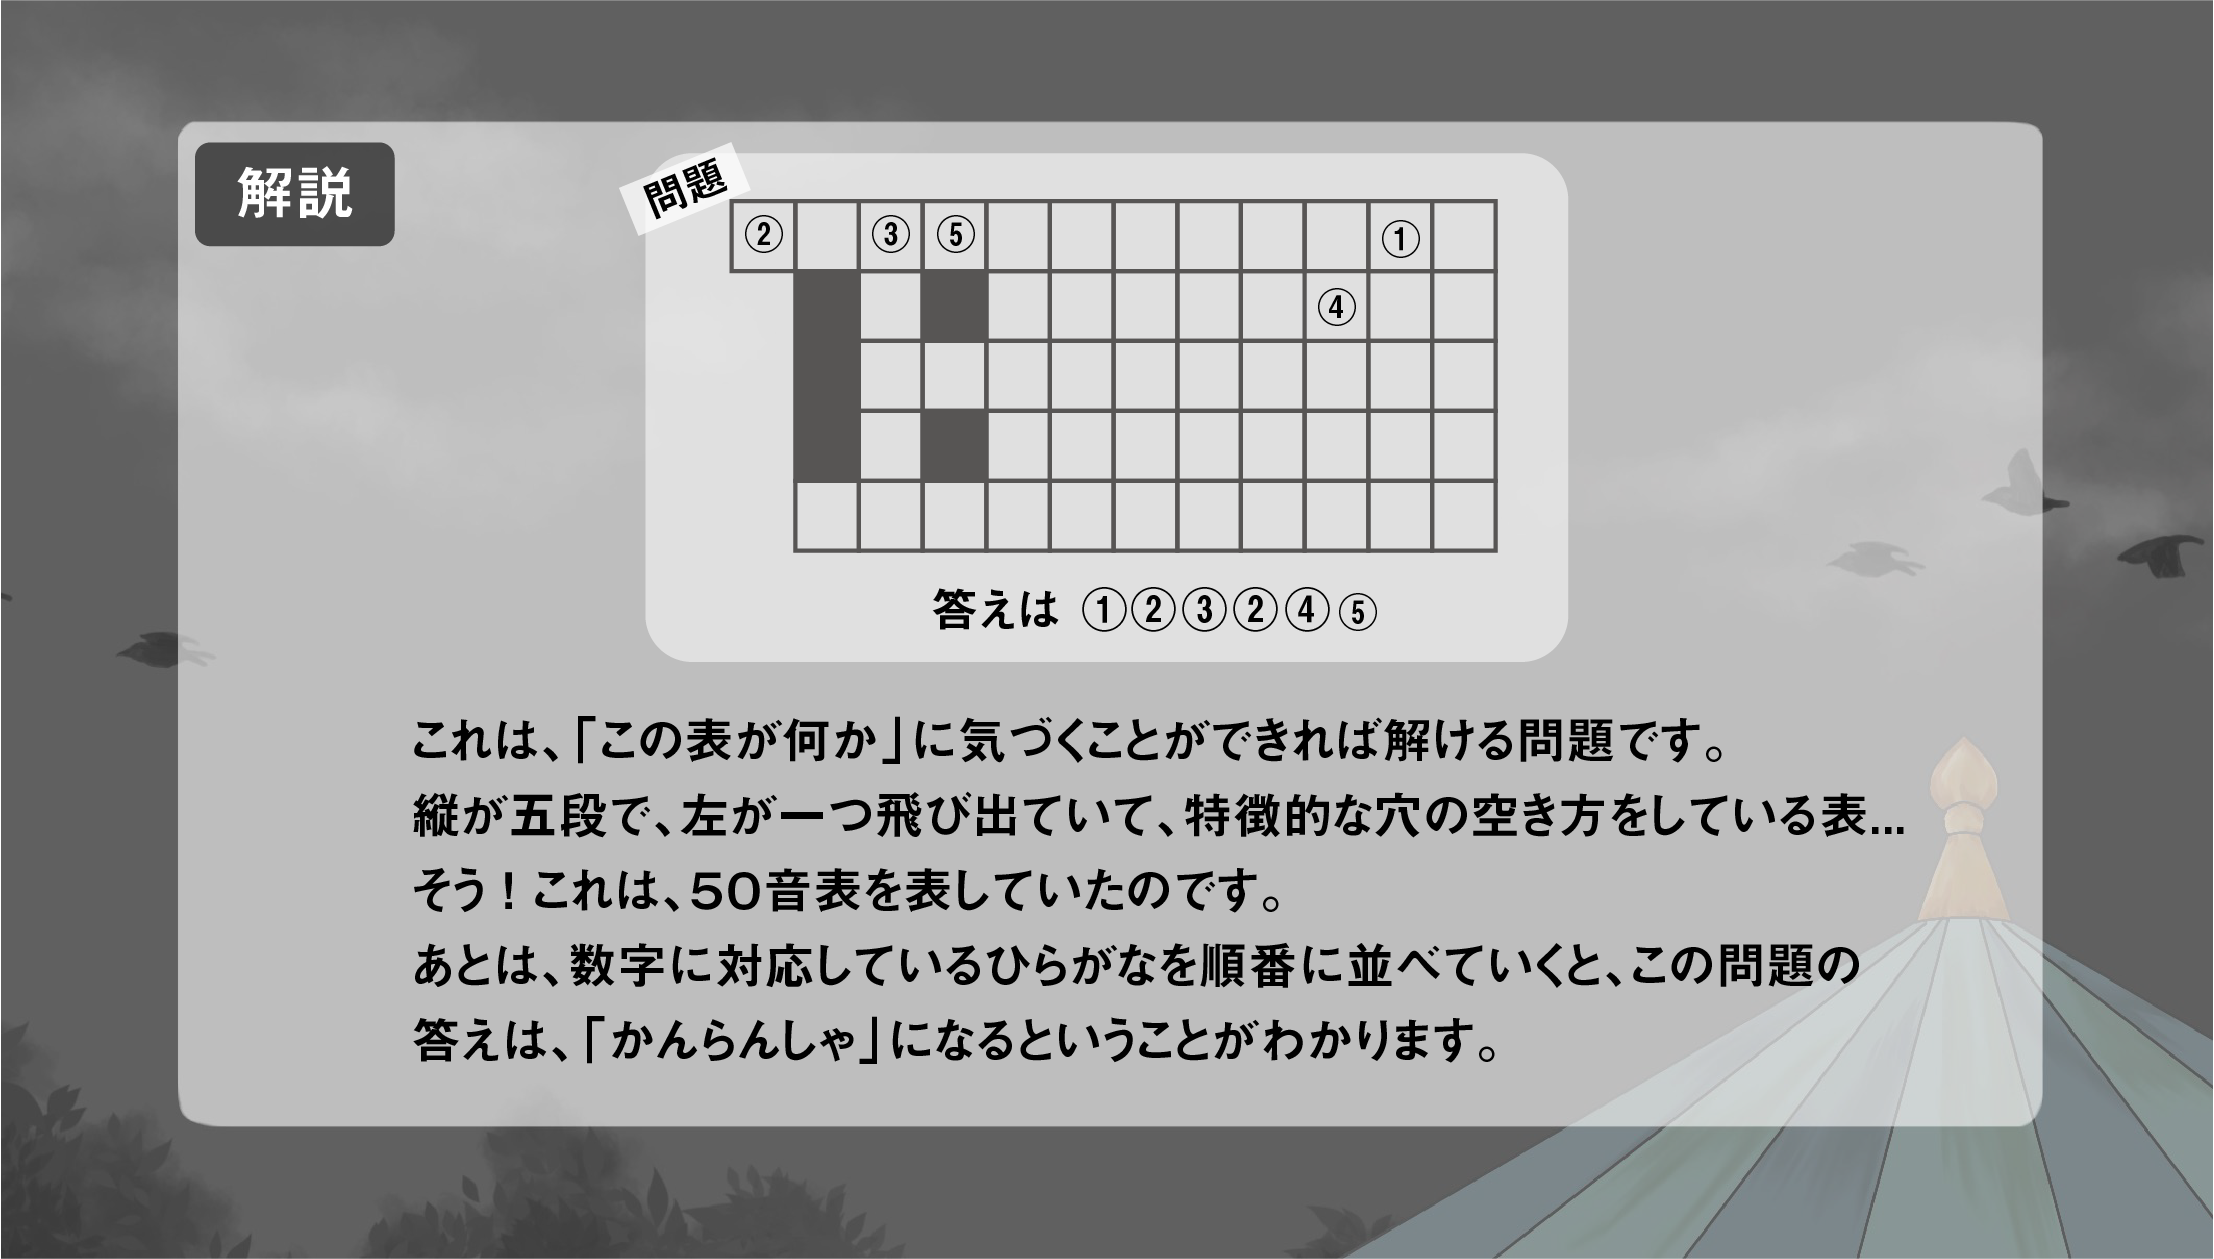 解説
問題
② ③ ⑤ ①
④
答えは ①②③②④⑤
これは、「この表が何か」に気づくことができれば解ける問題です。
縦が五段で、左が一つ飛び出ていて、特徴的な穴の空き方をしている表...
そう！これは、50音表を表していたのです。
あとは、数字に対応しているひらがなを順番に並べていくと、この問題の
答えは、「かんらんしゃ」になるということがわかります。